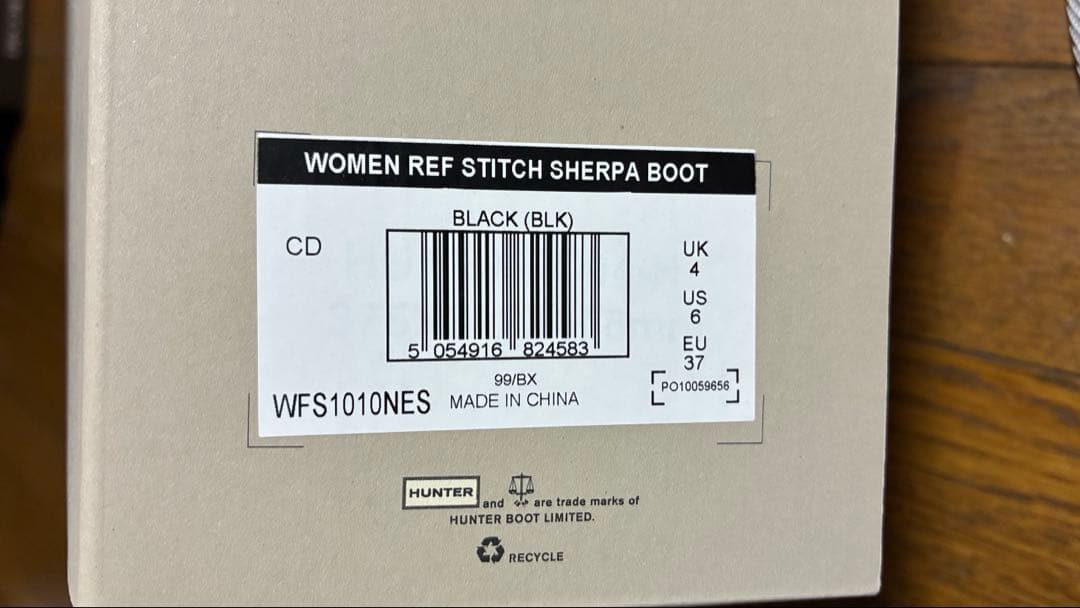 WOMEN REF STITCH SHERPA BOOT
BLACK (BLK)
CD
UK
4
US
6
EU
37
5 054916 824583
99/BX
PO10059656
WFS1010NES MADE IN CHINA
HUNTER and are trade marks of
HUNTER BOOT LIMITED.
RECYCLE